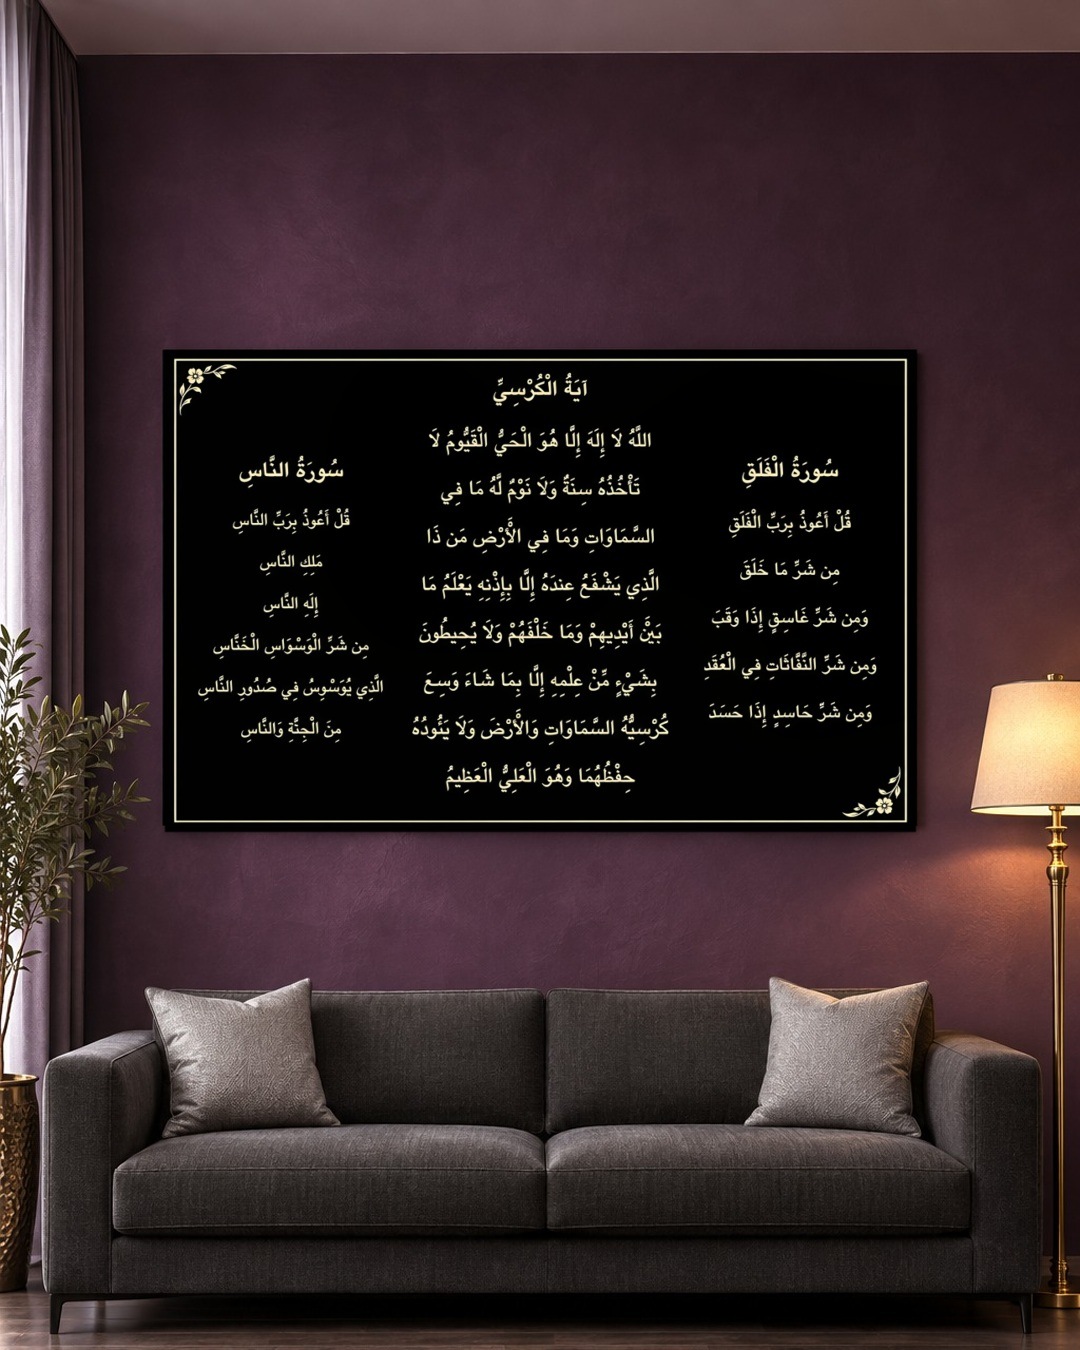 سُورَةُ الْفَلَقِ
قُلْ أَعُوذُ بِرَبِّ الْفَلَقِ
مِن شَرِّ مَا خَلَقَ
وَمِن شَرِّ غَاسِقٍ إِذَا وَقَبَ
وَمِن شَرِّ النَّفَّاثَاتِ فِي الْعُقَدِ
وَمِن شَرِّ حَاسِدٍ إِذَا حَسَدَ
آيَةُ الْكُرْسِيِّ
اللَّهُ لَا إِلَهَ إِلَّا هُوَ الْحَيُّ الْقَيُّومُ لَا
تَأْخُذُهُ سِنَةٌ وَلَا نَوْمٌ لَّهُ مَا فِي
السَّمَاوَاتِ وَمَا فِي الْأَرْضِ مَن ذَا
الَّذِي يَشْفَعُ عِندَهُ إِلَّا بِإِذْنِهِ يَعْلَمُ مَا
بَيْنَ أَيْدِيهِمْ وَمَا خَلْفَهُمْ وَلَا يُحِيطُونَ
بِشَيْءٍ مِّنْ عِلْمِهِ إِلَّا بِمَا شَاءَ وَسِعَ
كُرْسِيُّهُ السَّمَاوَاتِ وَالْأَرْضَ وَلَا يَئُودُهُ
حِفْظُهُمَا وَهُوَ الْعَلِيُّ الْعَظِيمُ
سُورَةُ النَّاسِ
قُلْ أَعُوذُ بِرَبِّ النَّاسِ
مَلِكِ النَّاسِ
إِلَهِ النَّاسِ
مِن شَرِّ الْوَسْوَاسِ الْخَنَّاسِ
الَّذِي يُوَسْوِسُ فِي صُدُورِ النَّاسِ
مِنَ الْجِنَّةِ وَالنَّاسِ